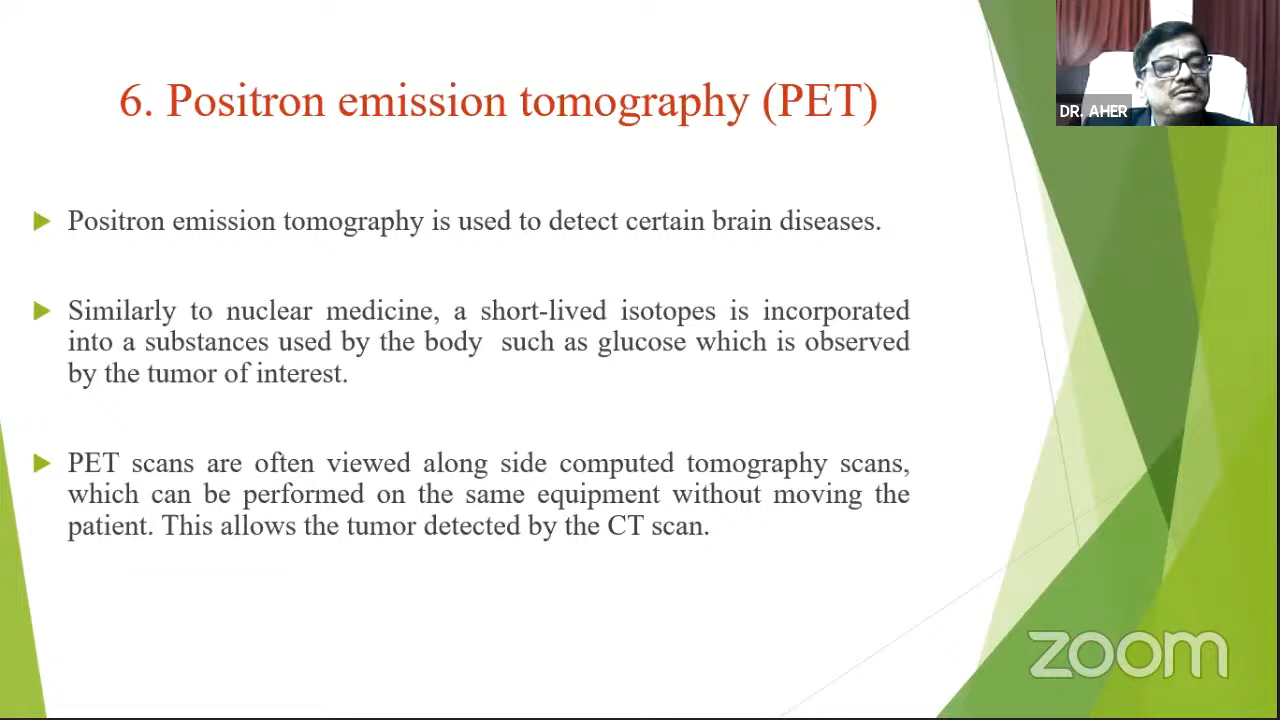 6. Positron emission tomography (PET)
DR. AHER
Positron emission tomography is used to detect certain brain diseases.
Similarly to nuclear medicine, a short-lived isotopes is incorporated
into a substances used by the body such as glucose which is observed
by the tumor of interest.
PET scans are often viewed along side computed tomography scans,
which can be performed on the same equipment without moving the
patient. This allows the tumor detected by the CT scan.
zoom